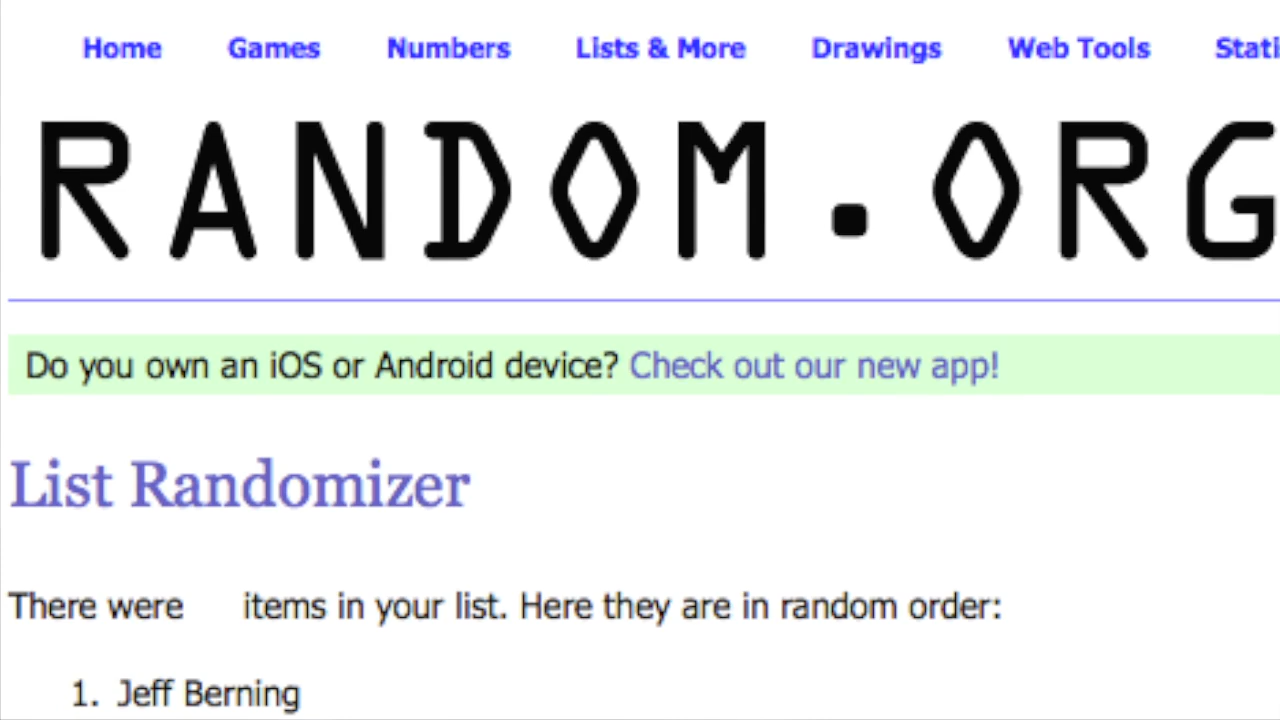 Home Games Numbers Lists & More Drawings Web Tools Stati
RANDOM.ORG
Do you own an iOS or Android device? Check out our new app!
List Randomizer
There were items in your list. Here they are in random order:
1. Jeff Berning